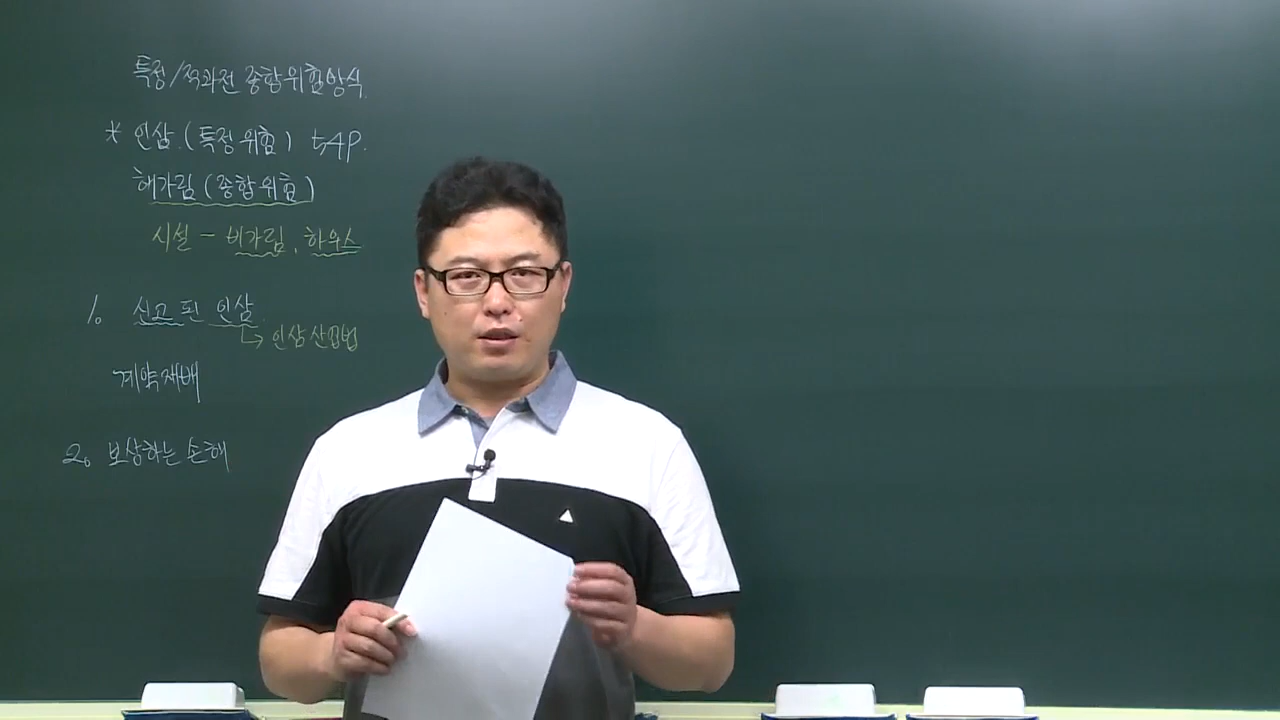 특정/적과전 종합위험방식.
* 인삼.(특정위험) 54P.
해가림(종합위험)
시설 - 비가림, 하우스
1. 신고 된 인삼.
↳ 인삼산업법
계약재배
2. 보상하는 손해